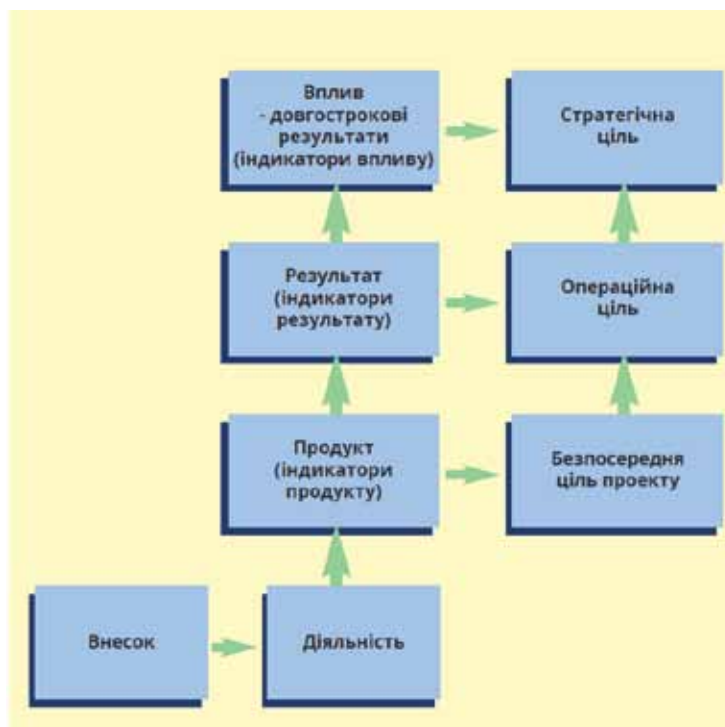 Вплив
- довгострокові
результати
(індикатори впливу)
Стратегічна
ціль
Результат
(індикатори
результату)
Операційна
ціль
Продукт
(індикатори
продукту)
Безпосередня
ціль проекту
Внесок
Діяльність